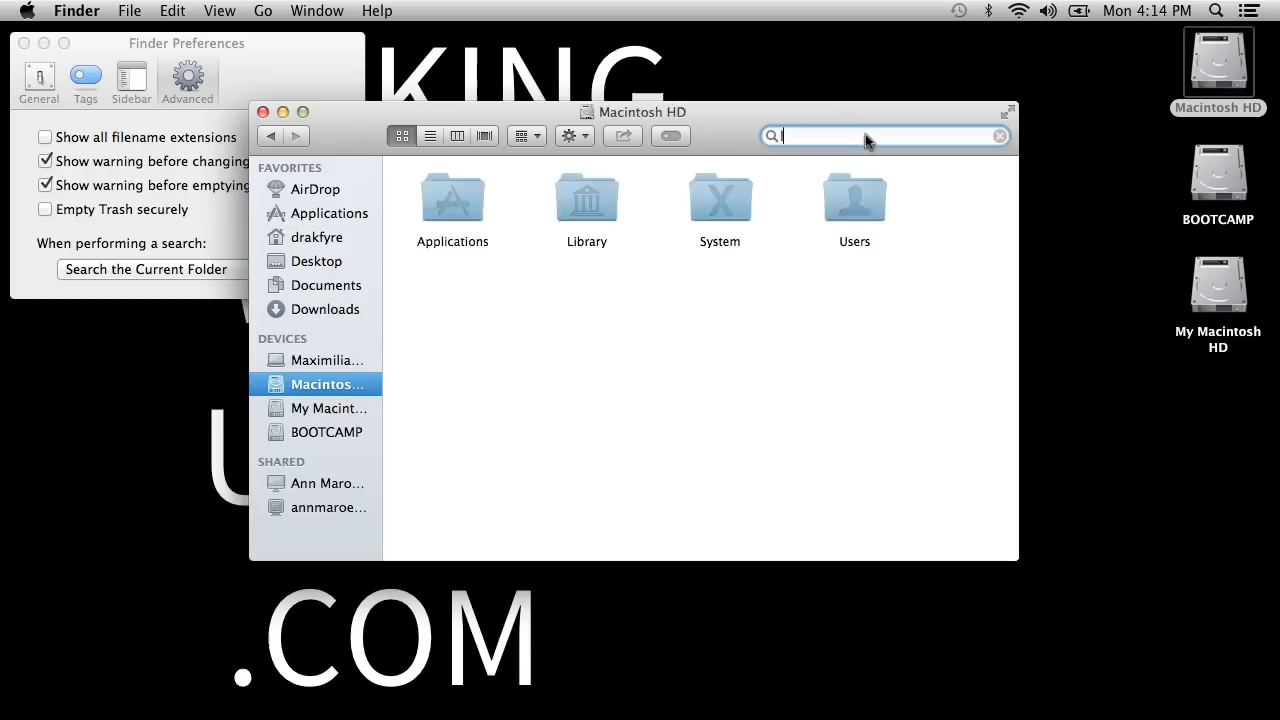 Finder File Edit View Go Window Help
Mon 4:14 PM
Finder Preferences
General Tags Sidebar Advanced
Show all filename extensions
Show warning before changing
Show warning before emptying
Empty Trash securely
When performing a search:
Search the Current Folder
KING
.COM
Macintosh HD
l
FAVORITES
AirDrop
Applications
drakfyre
Desktop
Documents
Downloads
DEVICES
Maximilia...
Macintos...
My Macint...
BOOTCAMP
SHARED
Ann Maro...
annmaroe...
Applications
Library
System
Users
Macintosh HD
BOOTCAMP
My Macintosh
HD